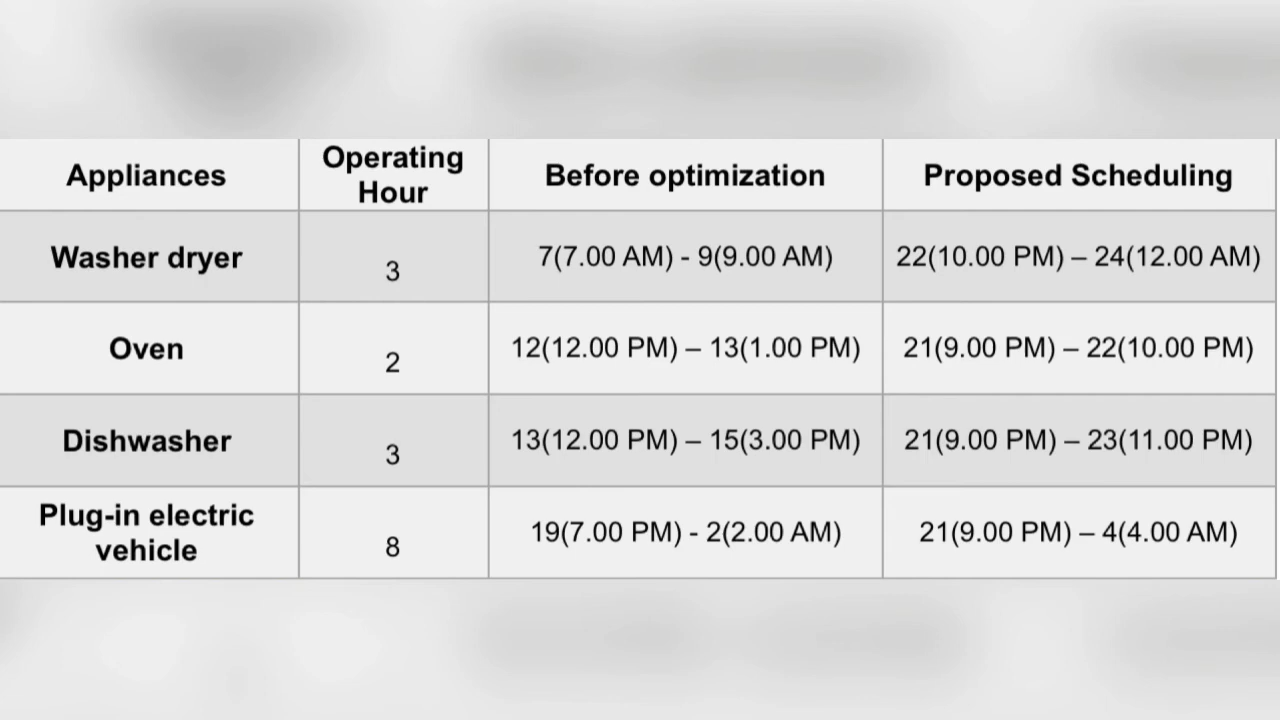 Appliances
Operating
Hour
Before optimization
Proposed Scheduling
Washer dryer
3
7(7.00 AM) - 9(9.00 AM)
22(10.00 PM) – 24(12.00 AM)
Oven
2
12(12.00 PM) – 13(1.00 PM)
21(9.00 PM) – 22(10.00 PM)
Dishwasher
3
13(12.00 PM) – 15(3.00 PM)
21(9.00 PM) – 23(11.00 PM)
Plug-in electric
vehicle
8
19(7.00 PM) - 2(2.00 AM)
21(9.00 PM) – 4(4.00 AM)